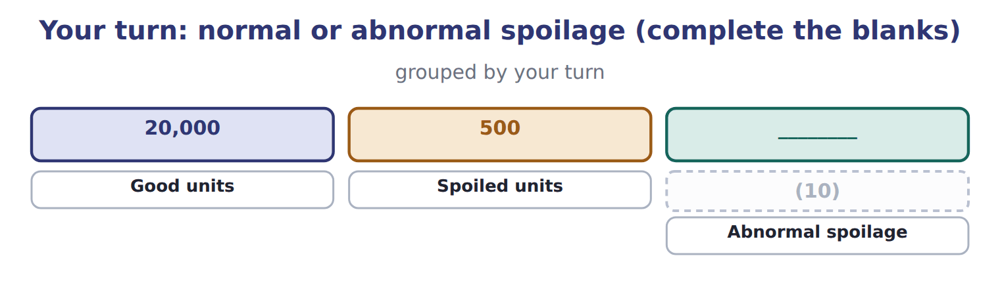 Your turn: normal or abnormal spoilage (complete the blanks)
grouped by your turn
20,000
Good units
500
Spoiled units
________
(10)
Abnormal spoilage